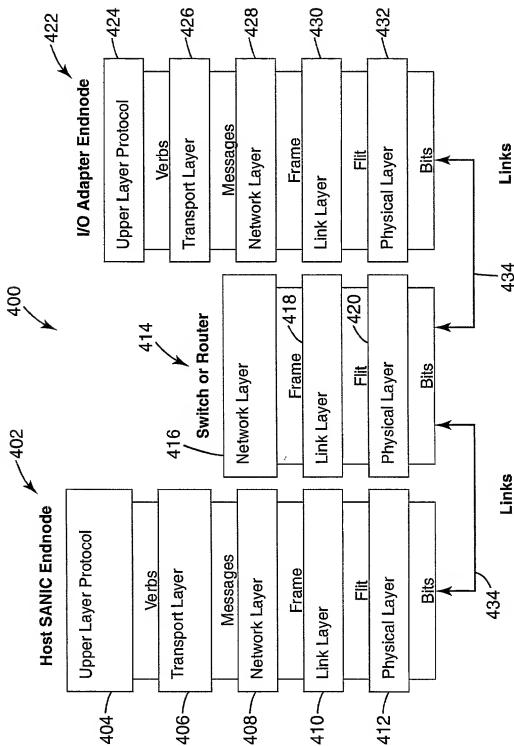 400
402
Host SANIC Endnode
Upper Layer Protocol
404
Verbs
Transport Layer
406
Messages
Network Layer
408
Frame
Link Layer
410
Flit
Physical Layer
412
Bits
414
Switch or Router
416
Network Layer
Frame
418
Link Layer
Flit
420
Physical Layer
Bits
422
I/O Adapter Endnode
Upper Layer Protocol
424
Verbs
Transport Layer
426
Messages
Network Layer
428
Frame
Link Layer
430
Flit
Physical Layer
432
Bits
434
Links
434
Links